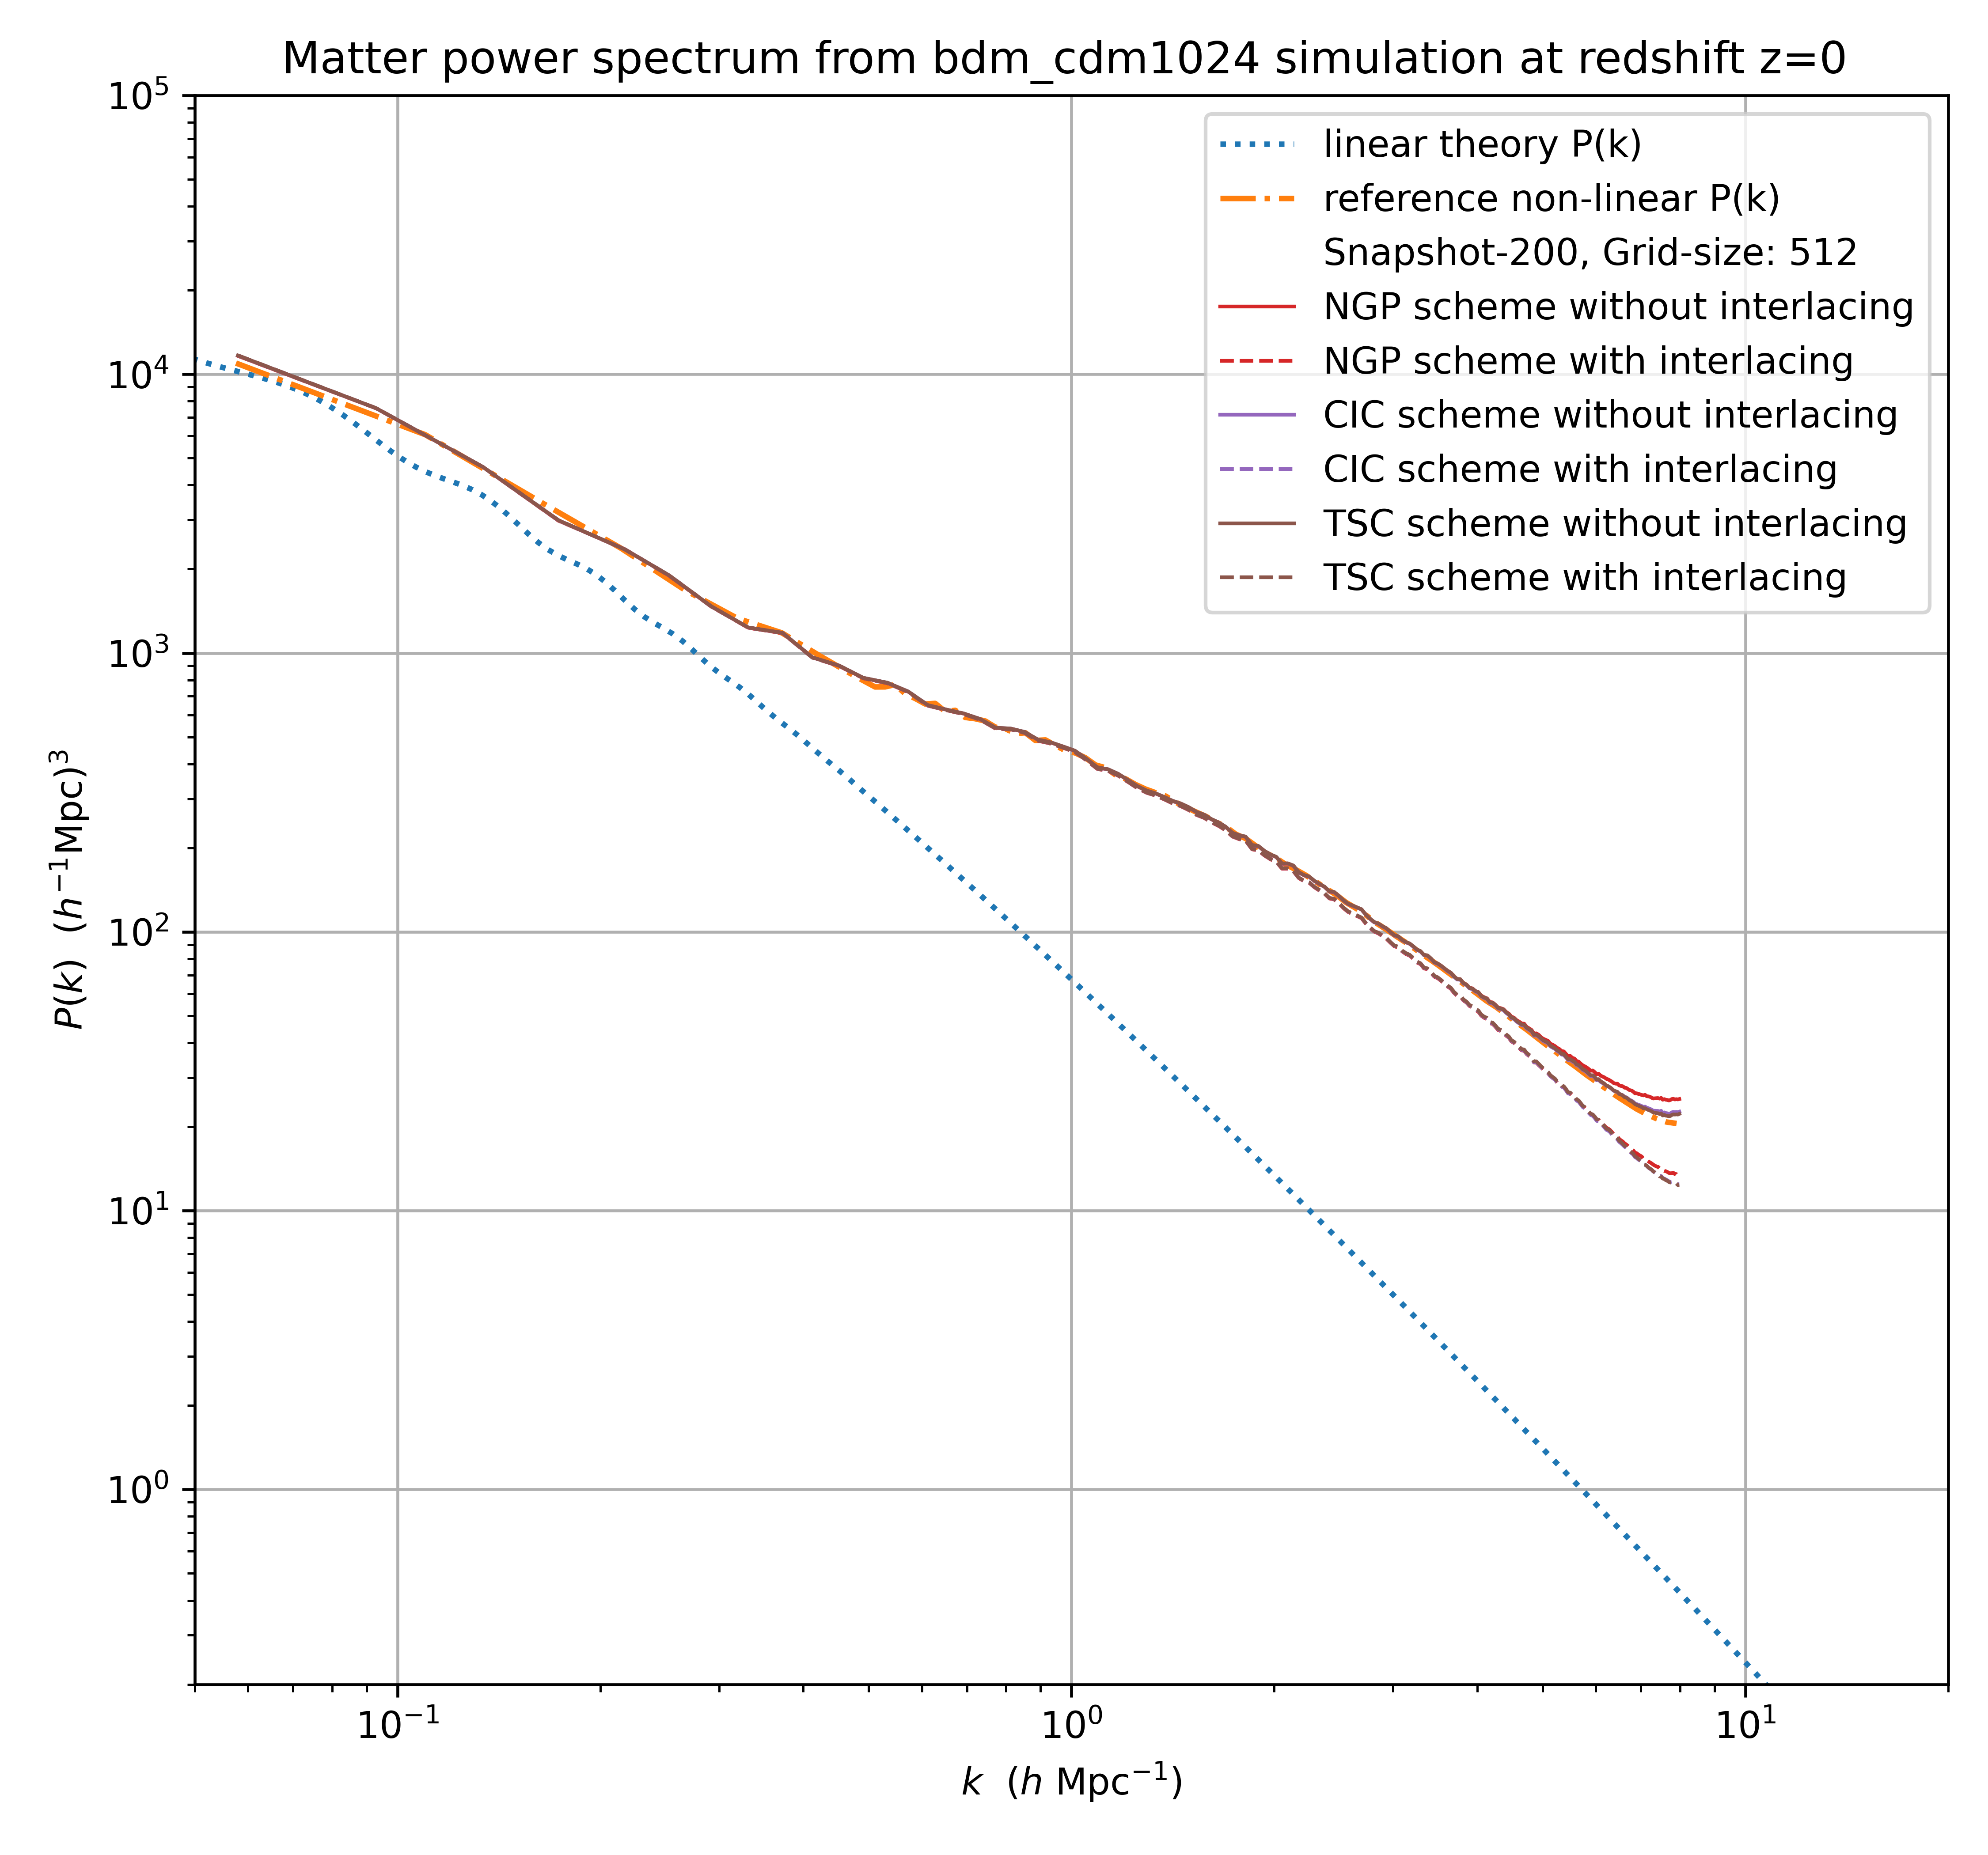 Matter power spectrum from bdm_cdm1024 simulation at redshift z=0
10⁵
10⁴
10³
10²
10¹
10⁰
P(k) (h⁻¹Mpc)³
linear theory P(k)
reference non-linear P(k)
Snapshot-200, Grid-size: 512
NGP scheme without interlacing
NGP scheme with interlacing
CIC scheme without interlacing
CIC scheme with interlacing
TSC scheme without interlacing
TSC scheme with interlacing
10⁻¹
10⁰
10¹
k (h Mpc⁻¹)